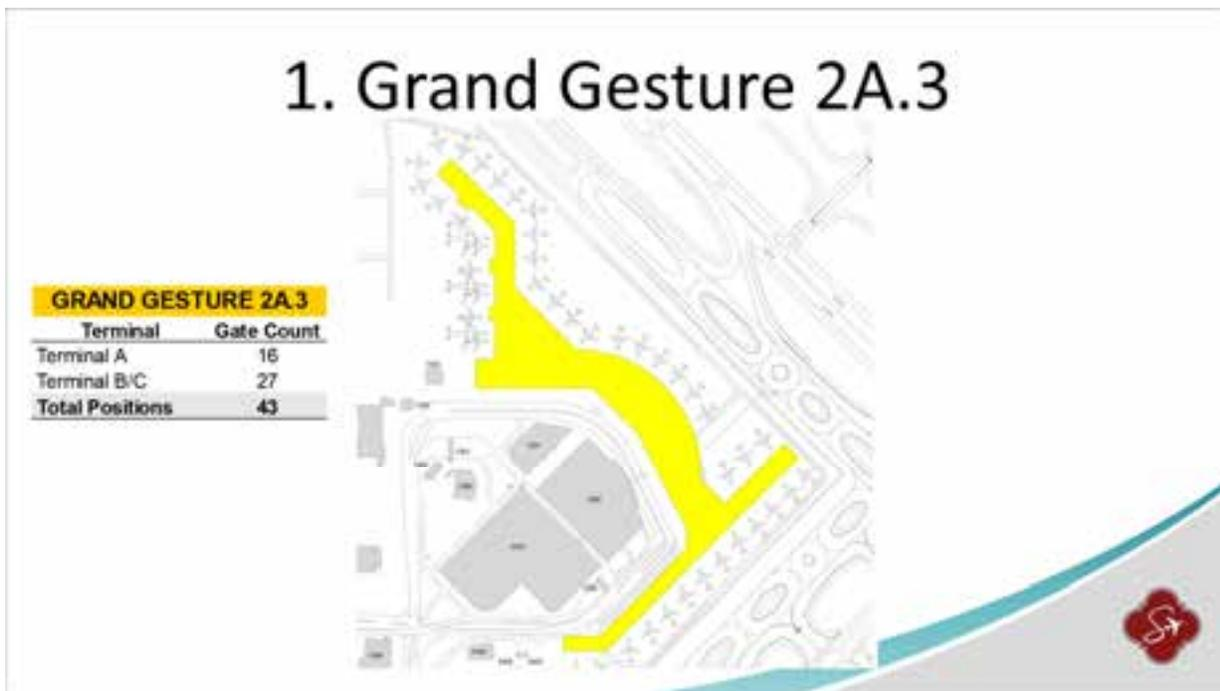 1. Grand Gesture 2A.3
GRAND GESTURE 2A.3
Terminal Gate Count
Terminal A 16
Terminal B/C 27
Total Positions 43